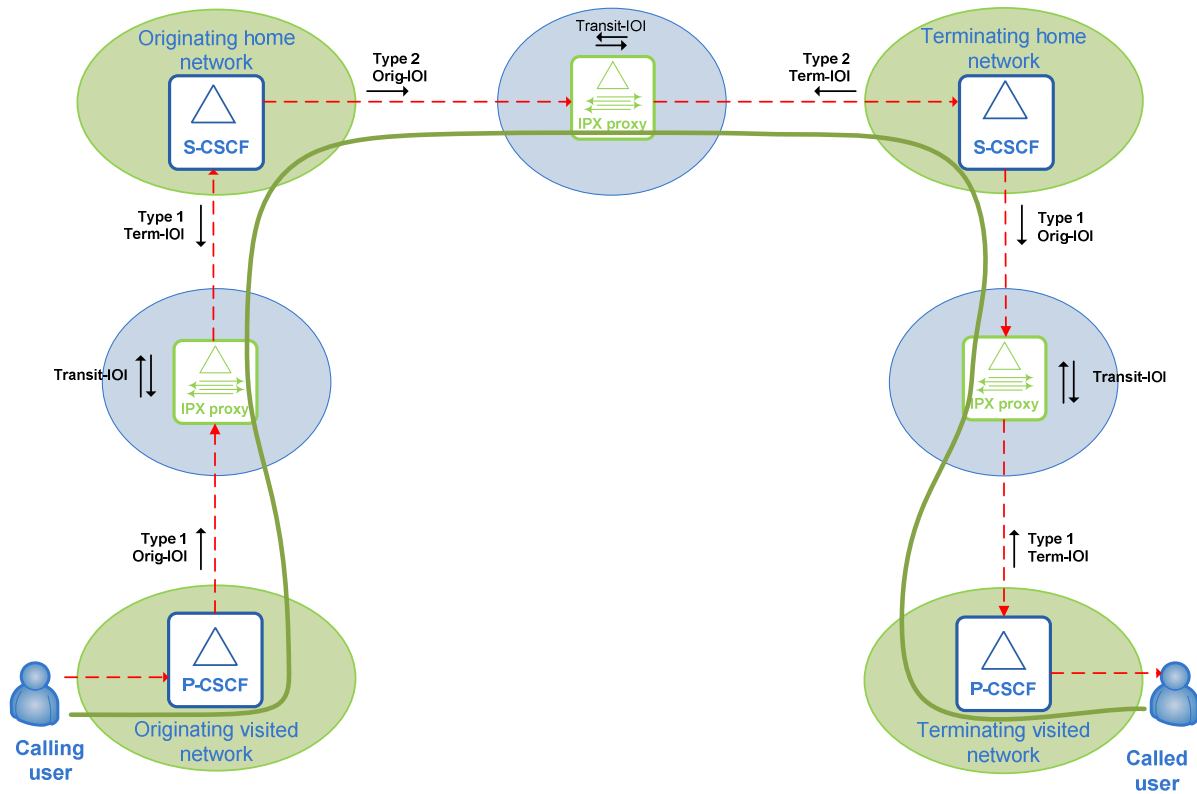 Originating home
network
S-CSCF
Type 2
Orig-IOI
Transit-IOI
IPX proxy
Type 2
Term-IOI
Terminating home
network
S-CSCF
Type 1
Term-IOI
Type 1
Orig-IOI
Transit-IOI
IPX proxy
IPX proxy
Transit-IOI
Type 1
Orig-IOI
Type 1
Term-IOI
P-CSCF
Originating visited
network
Calling
user
P-CSCF
Terminating visited
network
Called
user